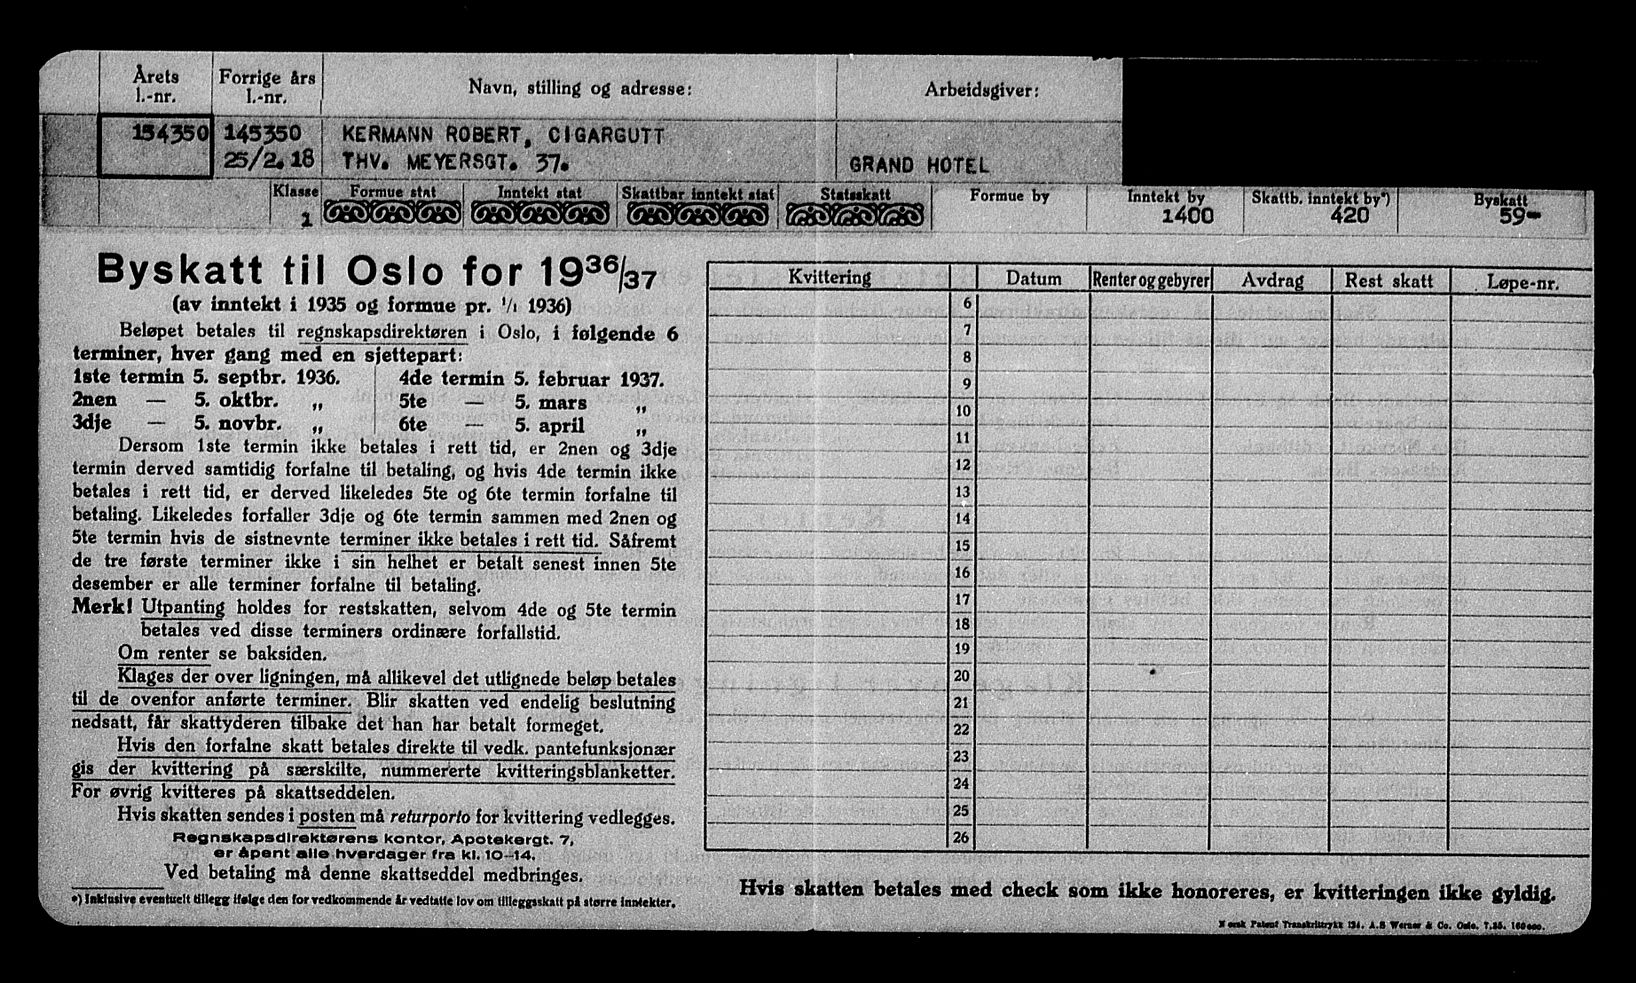 Årets l.-nr. Forrige års l.-nr. Navn, stilling og adresse: Arbeidsgiver:
154350 145350 KERMANN ROBERT, CIGARGUTT
25/2.18 THV. MEYERSGT. 37. GRAND HOTEL
Klasse Formue stat Inntekt stat Skattbar inntekt stat Statsskatt Formue by Inntekt by Skattb. inntekt by*) Byskatt
1 1400 420 59-
Byskatt til Oslo for 1936/37
(av inntekt i 1935 og formue pr. 1/1 1936)
Beløpet betales til regnskapsdirektøren i Oslo, i følgende 6
terminer, hver gang med en sjettepart:
1ste termin 5. septbr. 1936. 4de termin 5. februar 1937.
2nen — 5. oktbr. „ 5te — 5. mars „
3dje — 5. novbr. „ 6te — 5. april „
Dersom 1ste termin ikke betales i rett tid, er 2nen og 3dje
termin derved samtidig forfalne til betaling, og hvis 4de termin ikke
betales i rett tid, er derved likeledes 5te og 6te termin forfalne til
betaling. Likeledes forfaller 3dje og 6te termin sammen med 2nen og
5te termin hvis de sistnevnte terminer ikke betales i rett tid. Såfremt
de tre første terminer ikke i sin helhet er betalt senest innen 5te
desember er alle terminer forfalne til betaling.
Merk! Utpanting holdes for restskatten, selvom 4de og 5te termin
betales ved disse terminers ordinære forfallstid.
Om renter se baksiden.
Klages der over ligningen, må allikevel det utlignede beløp betales
til de ovenfor anførte terminer. Blir skatten ved endelig beslutning
nedsatt, får skattyderen tilbake det han har betalt formeget.
Hvis den forfalne skatt betales direkte til vedk. pantefunksjonær
gis der kvittering på særskilte, nummererte kvitteringsblanketter.
For øvrig kvitteres på skattseddelen.
Hvis skatten sendes i posten må returporto for kvittering vedlegges.
Regnskapsdirektørens kontor, Apotekergt. 7,
er åpent alle hverdager fra kl. 10-14.
Ved betaling må denne skattseddel medbringes.
*) Inklusive eventuelt tillegg ifølge den for vedkommende år vedtatte lov om tilleggsskatt på større inntekter.
Kvittering Datum Renter og gebyrer Avdrag Rest skatt Løpe-nr.
6
7
8
9
10
11
12
13
14
15
16
17
18
19
20
21
22
23
24
25
26
Hvis skatten betales med check som ikke honoreres, er kvitteringen ikke gyldig.
Norsk Patent Transkrittrykk 134. A.S Werner & Co. Oslo. 7.35. 160000.